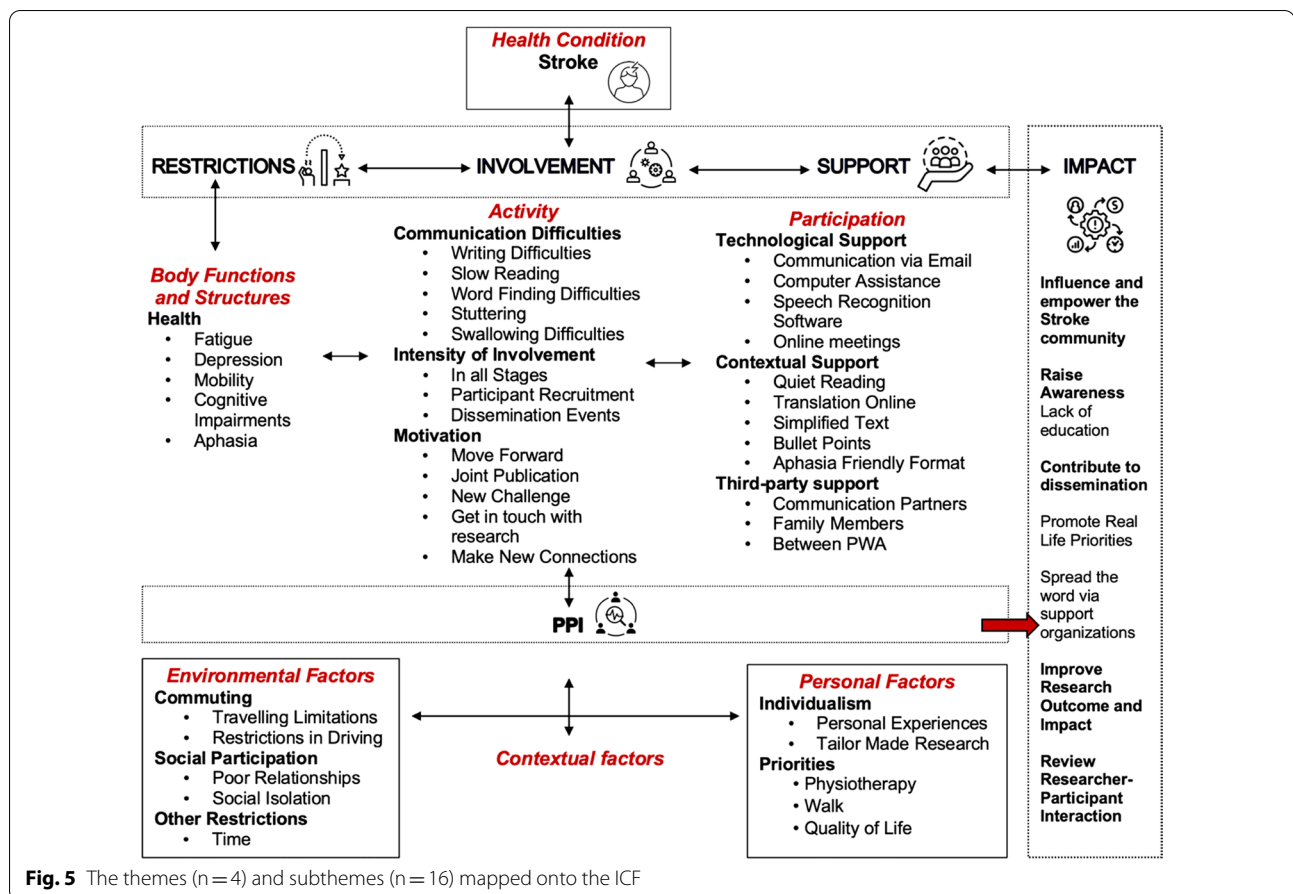 Health Condition
Stroke
RESTRICTIONS
INVOLVEMENT
SUPPORT
IMPACT
Body Functions
and Structures
Health
• Fatigue
• Depression
• Mobility
• Cognitive
Impairments
• Aphasia
Activity
Communication Difficulties
• Writing Difficulties
• Slow Reading
• Word Finding Difficulties
• Stuttering
• Swallowing Difficulties
Intensity of Involvement
• In all Stages
• Participant Recruitment
• Dissemination Events
Motivation
• Move Forward
• Joint Publication
• New Challenge
• Get in touch with
research
• Make New Connections
Participation
Technological Support
• Communication via Email
• Computer Assistance
• Speech Recognition
Software
• Online meetings
Contextual Support
• Quiet Reading
• Translation Online
• Simplified Text
• Bullet Points
• Aphasia Friendly Format
Third-party support
• Communication Partners
• Family Members
• Between PWA
Influence and
empower the
Stroke
community
Raise
Awareness
Lack of
education
Contribute to
dissemination
Promote Real
Life Priorities
Spread the
word via
support
organizations
Improve
Research
Outcome and
Impact
Review
Researcher-
Participant
Interaction
PPI
Environmental Factors
Commuting
• Travelling Limitations
• Restrictions in Driving
Social Participation
• Poor Relationships
• Social Isolation
Other Restrictions
• Time
Contextual factors
Personal Factors
Individualism
• Personal Experiences
• Tailor Made Research
Priorities
• Physiotherapy
• Walk
• Quality of Life
Fig. 5 The themes (n = 4) and subthemes (n = 16) mapped onto the ICF